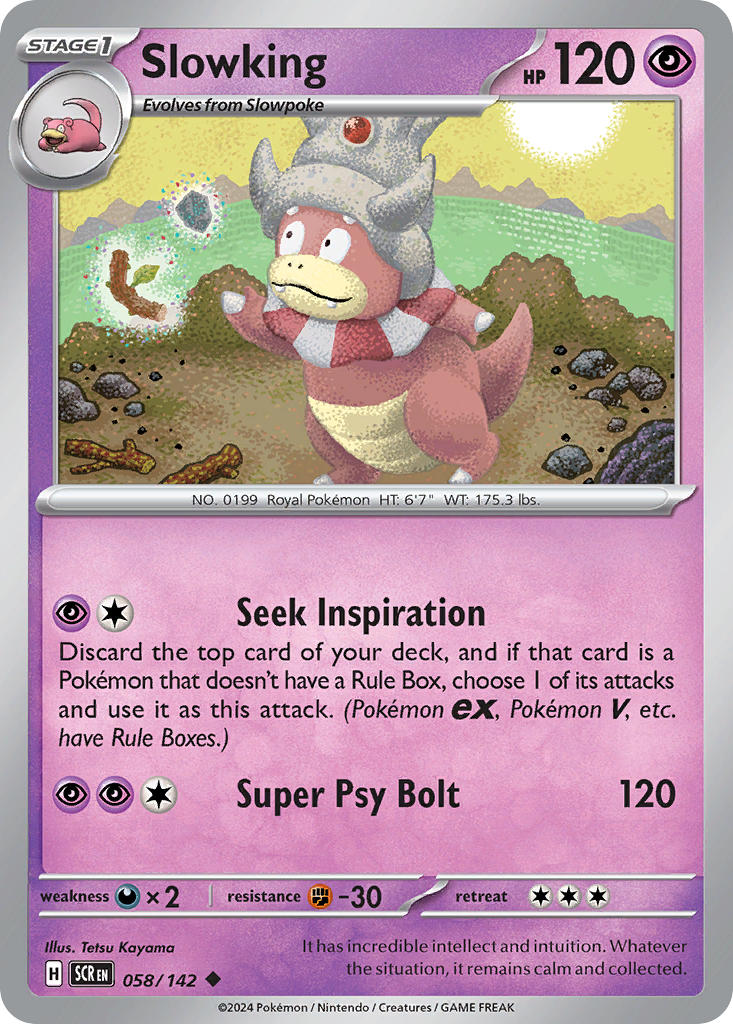 STAGE1
Slowking
HP 120
Evolves from Slowpoke
NO. 0199 Royal Pokémon HT: 6'7" WT: 175.3 lbs.
Seek Inspiration
Discard the top card of your deck, and if that card is a
Pokémon that doesn't have a Rule Box, choose 1 of its attacks
and use it as this attack. (Pokémon ex, Pokémon V, etc.
have Rule Boxes.)
Super Psy Bolt 120
weakness ×2 resistance -30 retreat
Illus. Tetsu Kayama
It has incredible intellect and intuition. Whatever
the situation, it remains calm and collected.
H SCR EN 058/142
©2024 Pokémon / Nintendo / Creatures / GAME FREAK